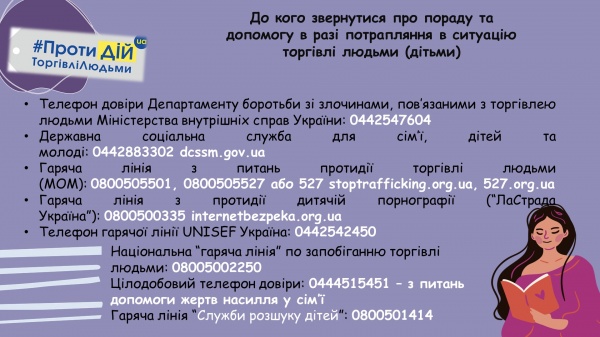 До кого звернутися про пораду та
допомогу в разі потрапляння в ситуацію
торгівлі людьми (дітьми)
#Проти Дій ua
ТоргівліЛюдьми
• Телефон довіри Департаменту боротьби зі злочинами, пов’язаними з торгівлею
людьми Міністерства внутрішніх справ України: 0442547604
• Державна соціальна служба для сім’ї, дітей та
молоді: 0442883302 dcssm.gov.ua
• Гаряча лінія з питань протидії торгівлі людьми
(МОМ): 0800505501, 0800505527 або 527 stoptrafficking.org.ua, 527.org.ua
• Гаряча лінія з протидії дитячій порнографії (“ЛаСтрада
Україна”): 0800500335 internetbezpeka.org.ua
• Телефон гарячої лінії UNISEF Україна: 0442542450
Національна “гаряча лінія” по запобіганню торгівлі
людьми: 08005002250
Цілодобовий телефон довіри: 0444515451 – з питань
допомоги жертв насилля у сім’ї
Гаряча лінія “Служби розшуку дітей”: 0800501414